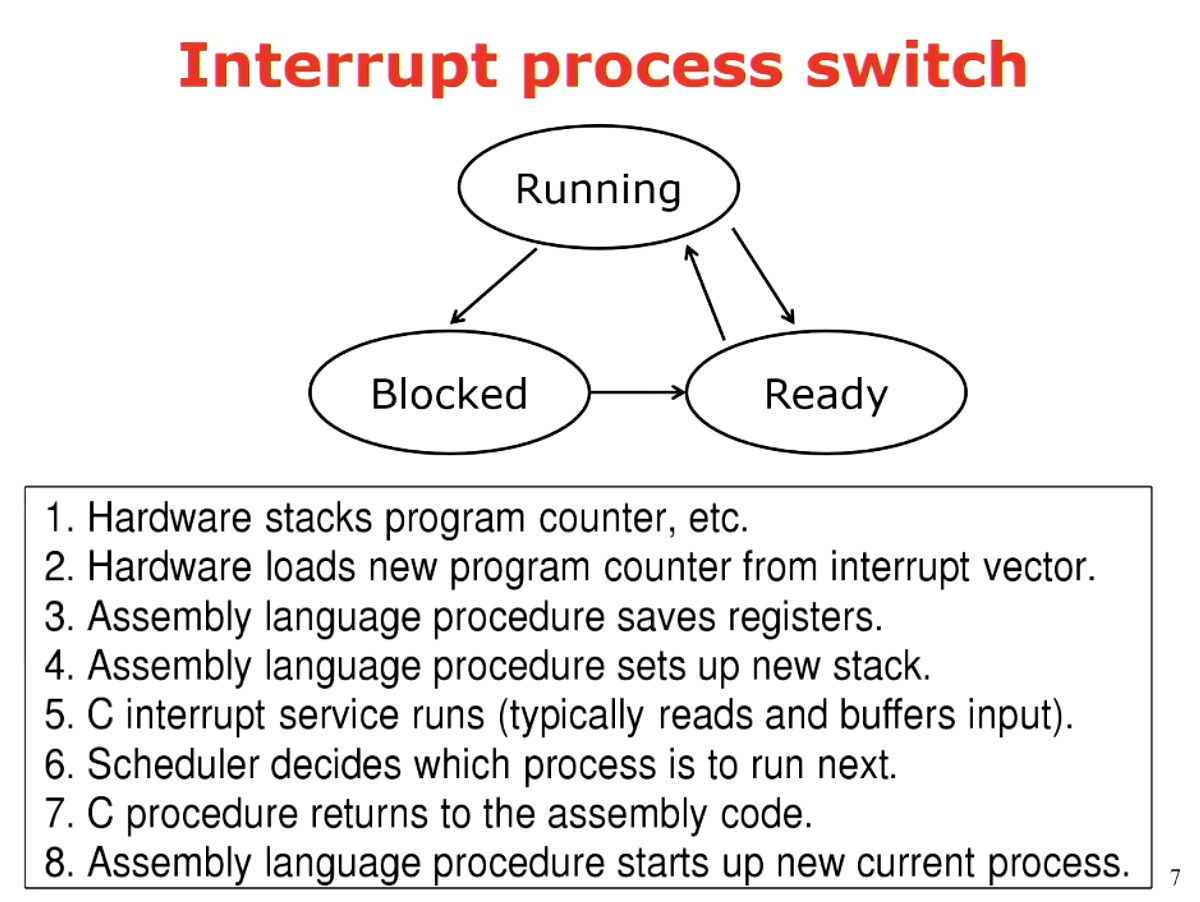 Interrupt process switch
Running
Blocked
Ready
1. Hardware stacks program counter, etc.
2. Hardware loads new program counter from interrupt vector.
3. Assembly language procedure saves registers.
4. Assembly language procedure sets up new stack.
5. C interrupt service runs (typically reads and buffers input).
6. Scheduler decides which process is to run next.
7. C procedure returns to the assembly code.
8. Assembly language procedure starts up new current process.
7